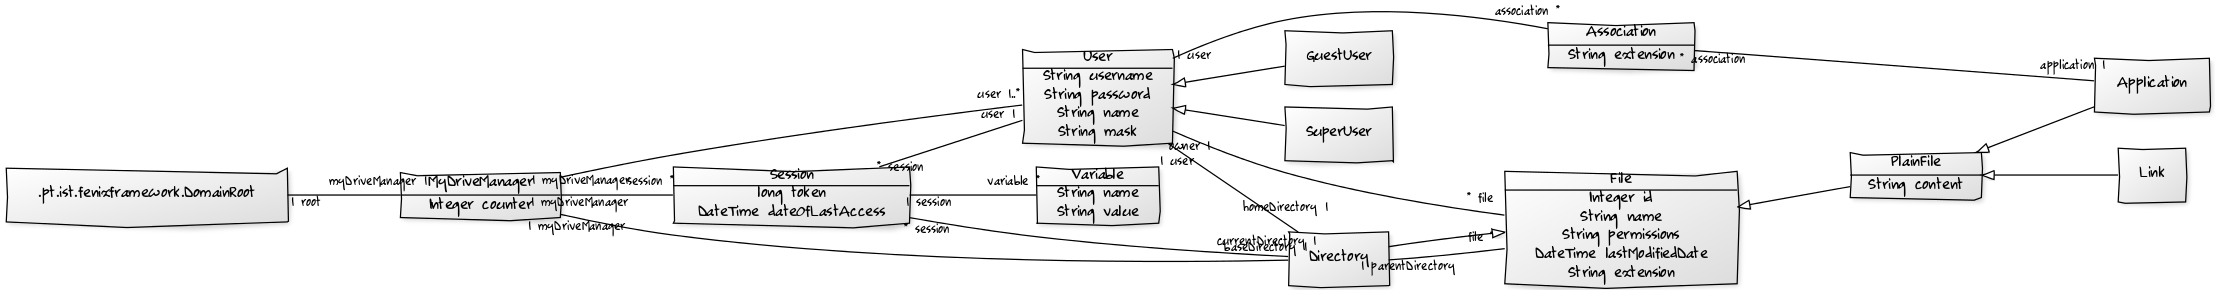 .pt.ist.fenixframework.DomainRoot
1 root
myDriveManager 1
MyDriveManager
Integer counter
1 myDriveManager
1 myDriveManager
1 myDriveManager
user 1..*
user 1
session *
* session
Session
long token
DateTime dateOfLastAccess
1 session
* session
variable *
Variable
String name
String value
User
String username
String password
String name
String mask
1 user
owner 1
1 user
GuestUser
SuperUser
homeDirectory 1
currentDirectory 1
baseDirectory 1
Directory
1 parentDirectory
association *
Association
String extension
* association
application 1
Application
* file
file
File
Integer id
String name
String permissions
DateTime lastModifiedDate
String extension
PlainFile
String content
Link